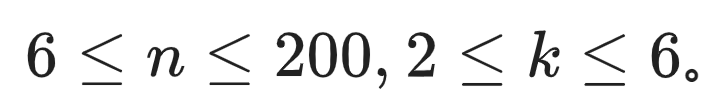 6 ≤ n ≤ 200, 2 ≤ k ≤ 6。